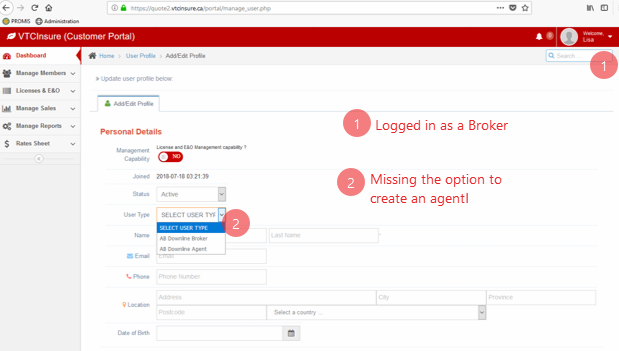 https://quote2.vtcinsure.ca/portal/manage_user.php
67%
Search
PROMIS Administration
VTCInsure (Customer Portal)
0
Welcome,
Lisa
Dashboard
Home > User Profile > Add/Edit Profile
Search ...
1
Manage Members
» Update user profile below:
Licenses & E&O
Manage Sales
Add/Edit Profile
Manage Reports
1 Logged in as a Broker
Rates Sheet
Personal Details
Management Capability
License and E&O Management capability ?
NO
Joined 2018-07-18 03:21:39
2 Missing the option to
create an agent!
Status Active
User Type SELECT USER TYP
2
SELECT USER TYPE
AB Downline Broker
AB Downline Agent
Name Last Name
Email Email
Phone Phone Number
Location Address City Province
Postcode Select a country ...
Date of Birth